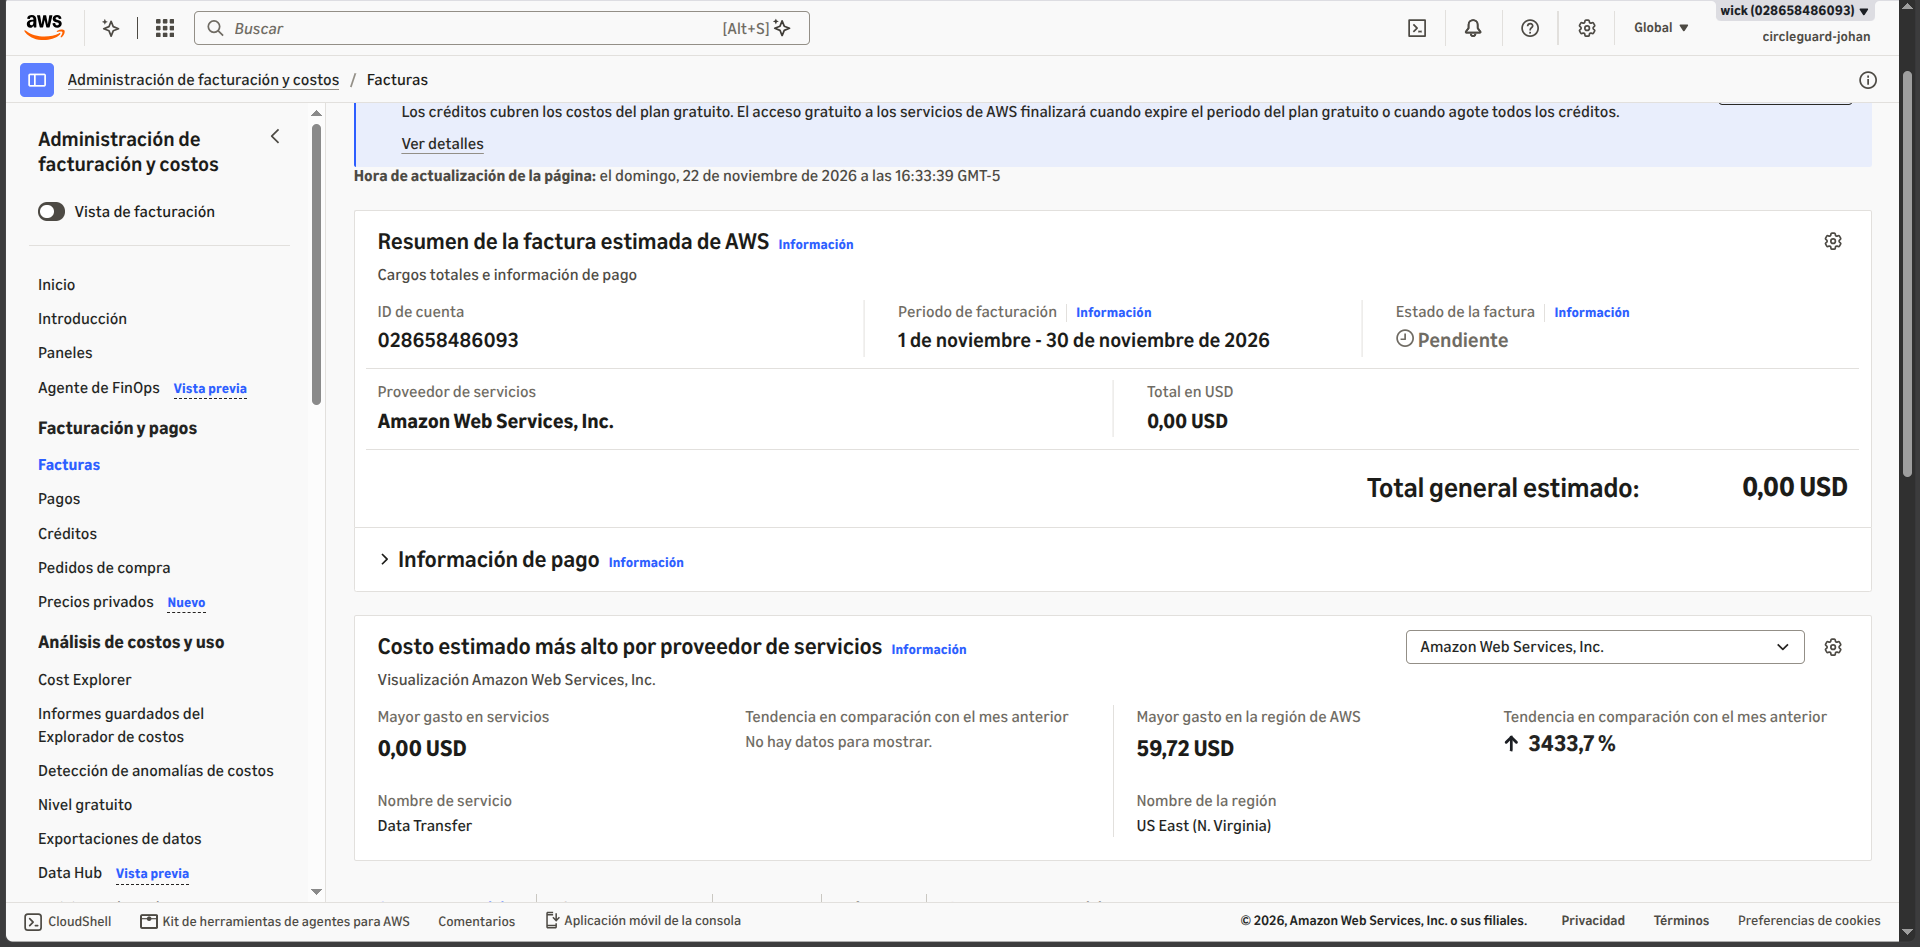 aws
Buscar [Alt+S]
Global
wick (028658486093)
circleguard-johan
Administración de facturación y costos / Facturas
Administración de facturación y costos
Vista de facturación
Inicio
Introducción
Paneles
Agente de FinOps Vista previa
Facturación y pagos
Facturas
Pagos
Créditos
Pedidos de compra
Precios privados Nuevo
Análisis de costos y uso
Cost Explorer
Informes guardados del
Explorador de costos
Detección de anomalías de costos
Nivel gratuito
Exportaciones de datos
Data Hub Vista previa
Los créditos cubren los costos del plan gratuito. El acceso gratuito a los servicios de AWS finalizará cuando expire el periodo del plan gratuito o cuando agote todos los créditos.
Ver detalles
Hora de actualización de la página: el domingo, 22 de noviembre de 2026 a las 16:33:39 GMT-5
Resumen de la factura estimada de AWS Información
Cargos totales e información de pago
ID de cuenta
028658486093
Periodo de facturación Información
1 de noviembre - 30 de noviembre de 2026
Estado de la factura Información
Pendiente
Proveedor de servicios
Amazon Web Services, Inc.
Total en USD
0,00 USD
Total general estimado: 0,00 USD
Información de pago Información
Costo estimado más alto por proveedor de servicios Información
Amazon Web Services, Inc.
Visualización Amazon Web Services, Inc.
Mayor gasto en servicios
0,00 USD
Tendencia en comparación con el mes anterior
No hay datos para mostrar.
Mayor gasto en la región de AWS
59,72 USD
Tendencia en comparación con el mes anterior
3433,7 %
Nombre de servicio
Data Transfer
Nombre de la región
US East (N. Virginia)
CloudShell
Kit de herramientas de agentes para AWS
Comentarios
Aplicación móvil de la consola
© 2026, Amazon Web Services, Inc. o sus filiales.
Privacidad
Términos
Preferencias de cookies